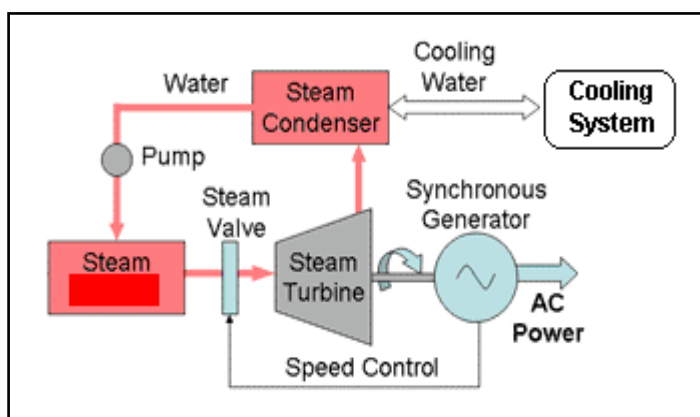 Water
Cooling
Water
Steam
Condenser
Cooling
System
Pump
Steam
Valve
Synchronous
Generator
Steam
Steam
Turbine
AC
Power
Speed Control